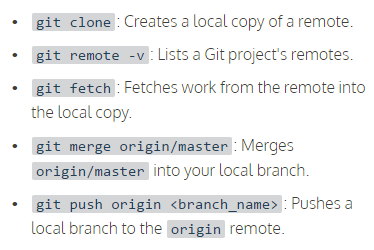 • git clone : Creates a local copy of a remote.
• git remote -v : Lists a Git project's remotes.
• git fetch : Fetches work from the remote into
the local copy.
• git merge origin/master : Merges
origin/master into your local branch.
• git push origin <branch_name> : Pushes a
local branch to the origin remote.